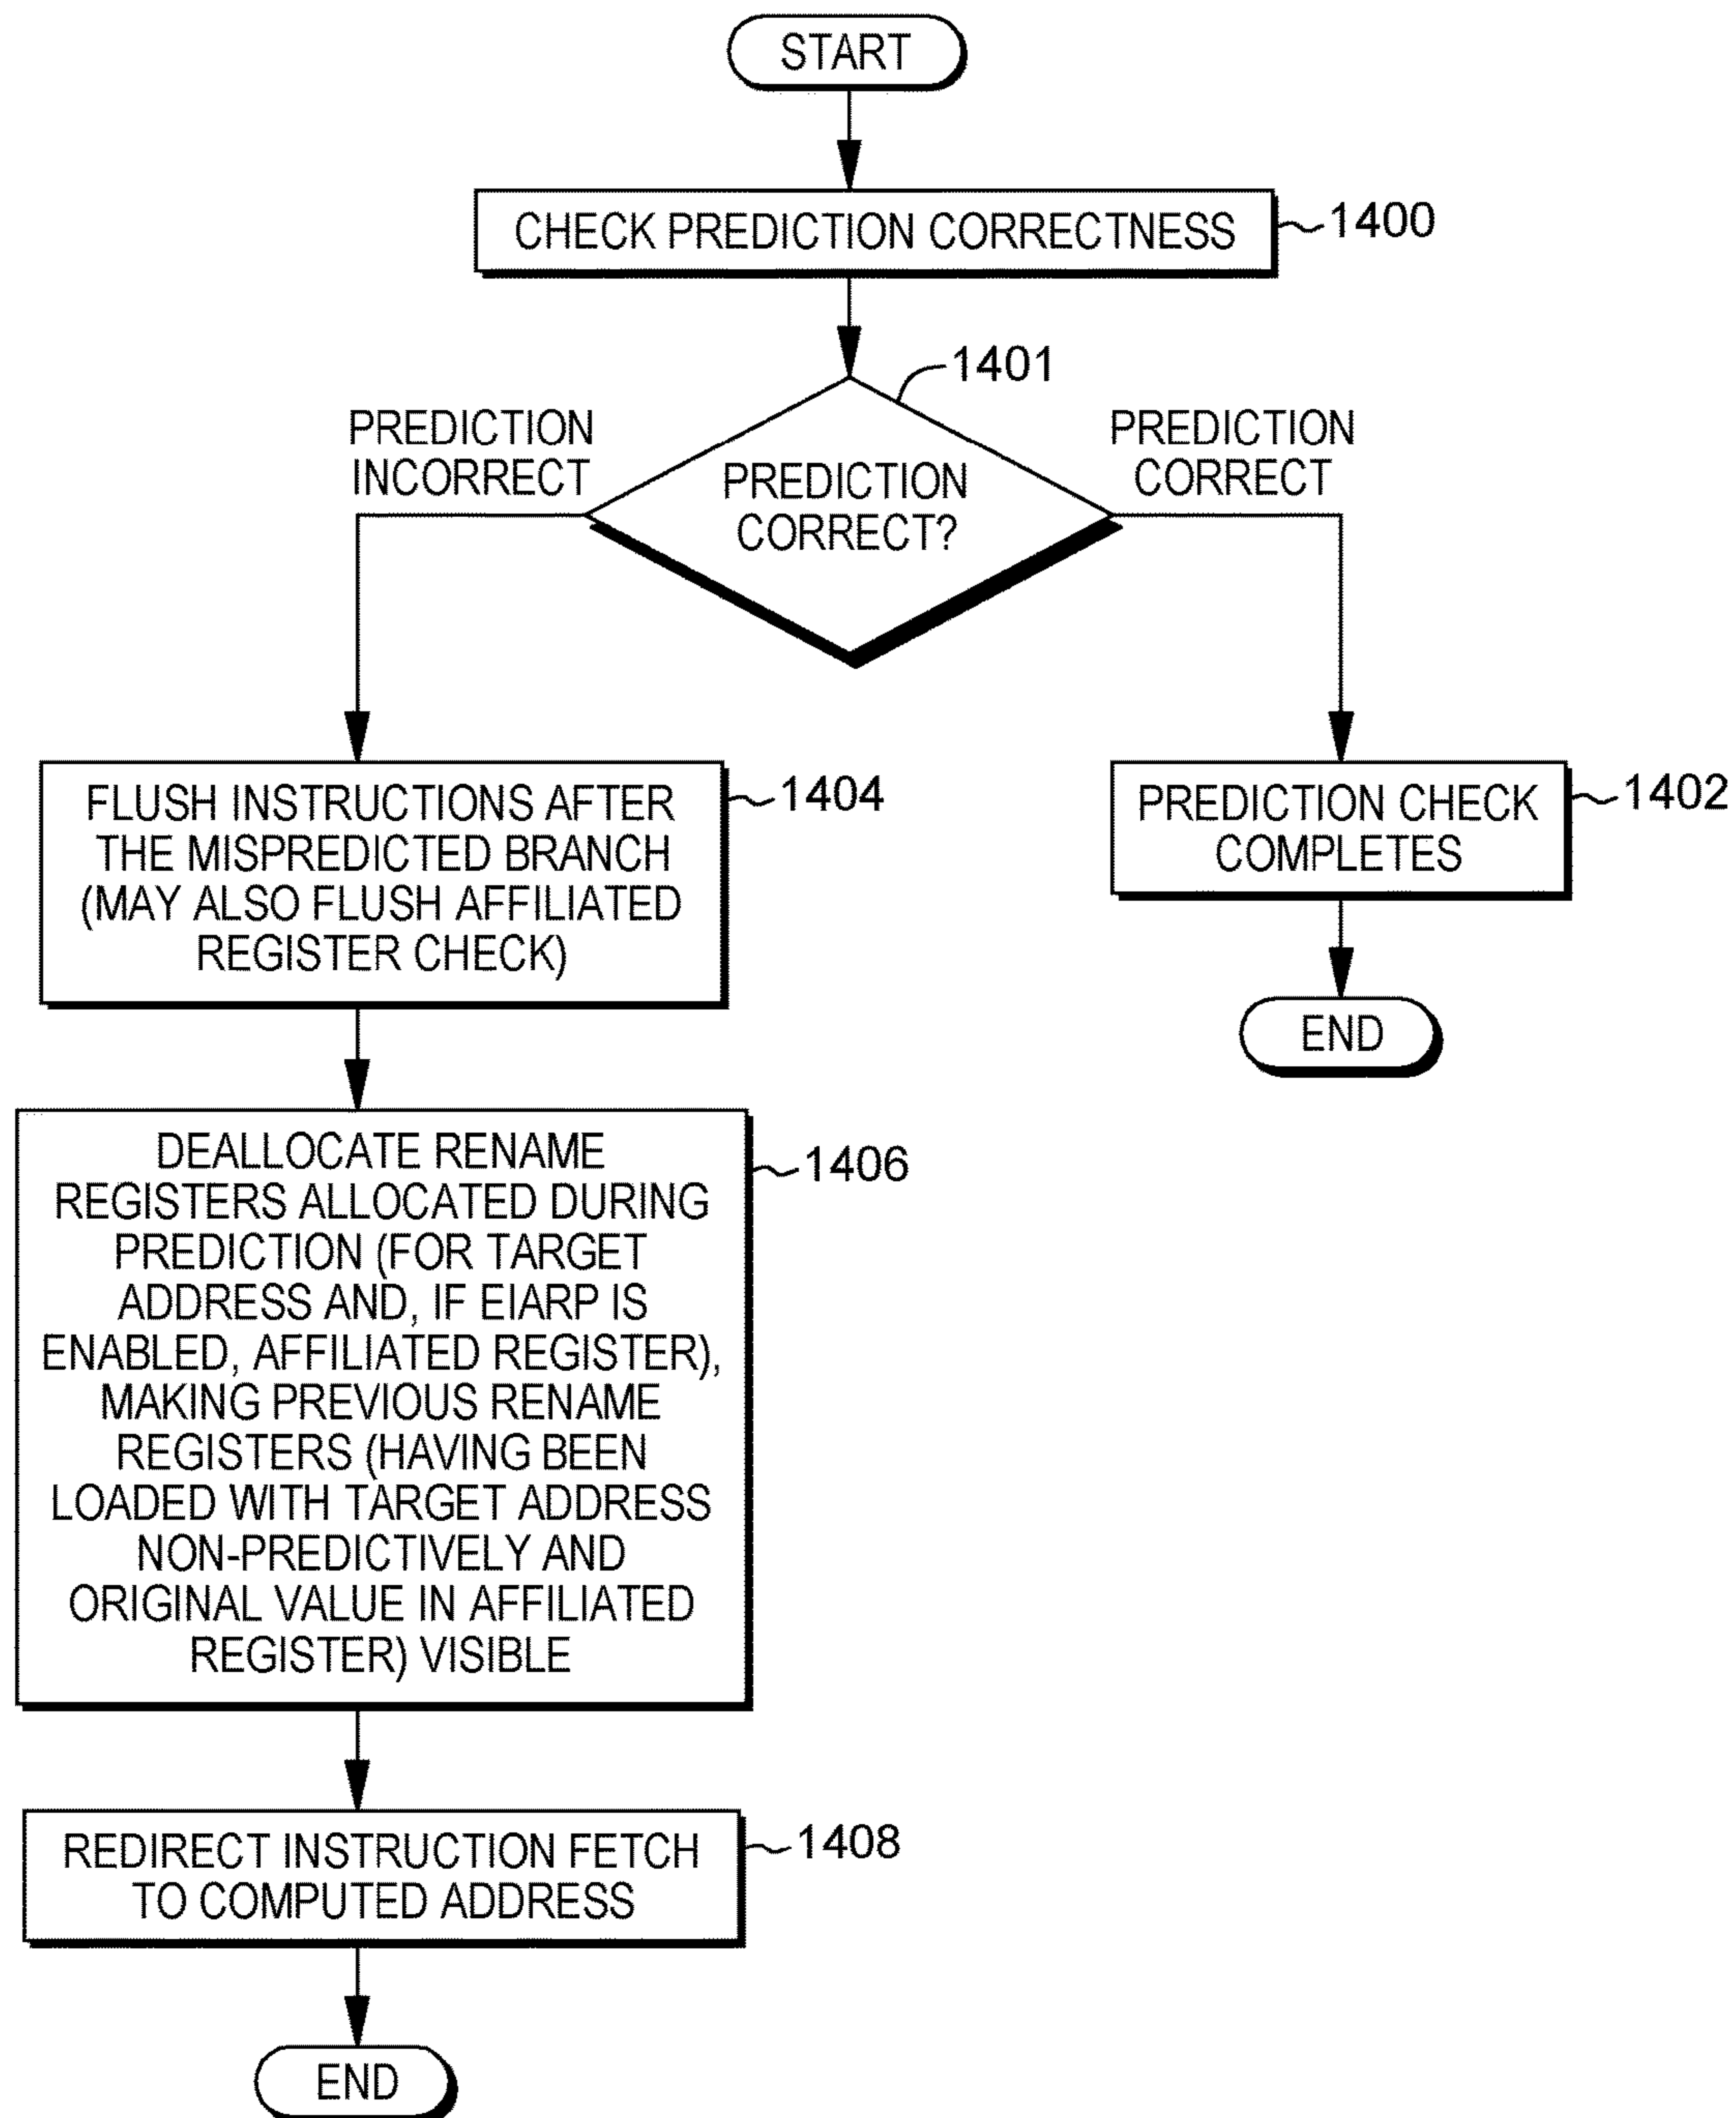 START
CHECK PREDICTION CORRECTNESS
1400
1401
PREDICTION
INCORRECT
PREDICTION
CORRECT?
PREDICTION
CORRECT
FLUSH INSTRUCTIONS AFTER
THE MISPREDICTED BRANCH
(MAY ALSO FLUSH AFFILIATED
REGISTER CHECK)
1404
PREDICTION CHECK
COMPLETES
1402
END
DEALLOCATE RENAME
REGISTERS ALLOCATED DURING
PREDICTION (FOR TARGET
ADDRESS AND, IF EIARP IS
ENABLED, AFFILIATED REGISTER),
MAKING PREVIOUS RENAME
REGISTERS (HAVING BEEN
LOADED WITH TARGET ADDRESS
NON-PREDICTIVELY AND
ORIGINAL VALUE IN AFFILIATED
REGISTER) VISIBLE
1406
REDIRECT INSTRUCTION FETCH
TO COMPUTED ADDRESS
1408
END